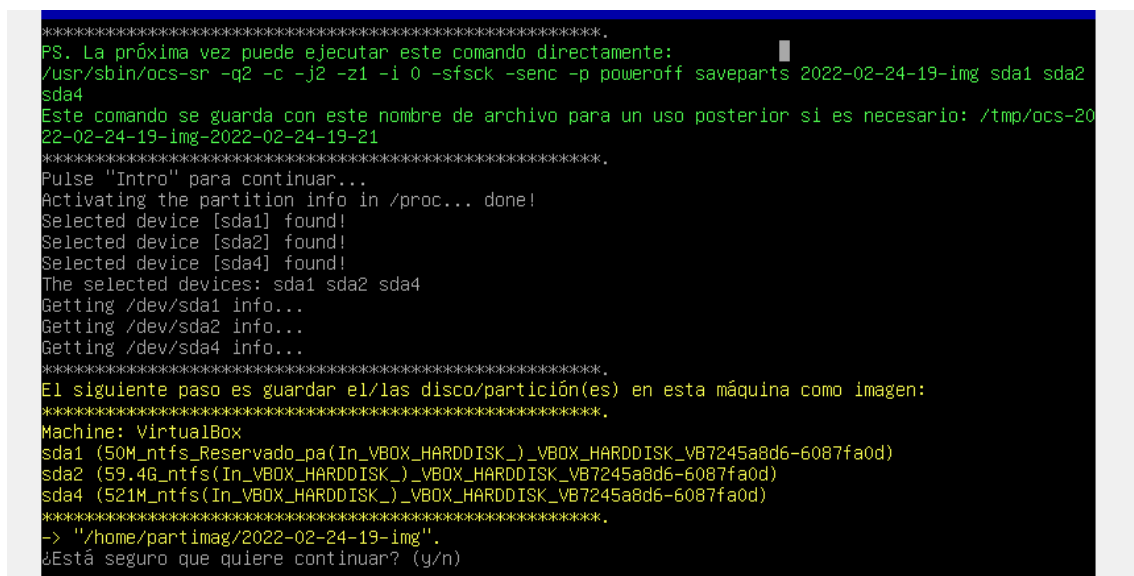 **************************************************.
PS. La próxima vez puede ejecutar este comando directamente:
/usr/sbin/ocs-sr -q2 -c -j2 -z1 -i 0 -sfsck -senc -p poweroff saveparts 2022-02-24-19-img sda1 sda2
sda4
Este comando se guarda con este nombre de archivo para un uso posterior si es necesario: /tmp/ocs-20
22-02-24-19-img-2022-02-24-19-21
**************************************************.
Pulse "Intro" para continuar...
Activating the partition info in /proc... done!
Selected device [sda1] found!
Selected device [sda2] found!
Selected device [sda4] found!
The selected devices: sda1 sda2 sda4
Getting /dev/sda1 info...
Getting /dev/sda2 info...
Getting /dev/sda4 info...
**************************************************.
El siguiente paso es guardar el/las disco/partición(es) en esta máquina como imagen:
**************************************************.
Machine: VirtualBox
sda1 (50M_ntfs_Reservado_pa(In_VBOX_HARDDISK_)_VBOX_HARDDISK_VB7245a8d6-6087fa0d)
sda2 (59.4G_ntfs(In_VBOX_HARDDISK_)_VBOX_HARDDISK_VB7245a8d6-6087fa0d)
sda4 (521M_ntfs(In_VBOX_HARDDISK_)_VBOX_HARDDISK_VB7245a8d6-6087fa0d)
**************************************************.
-> "/home/partimag/2022-02-24-19-img".
¿Está seguro que quiere continuar? (y/n)